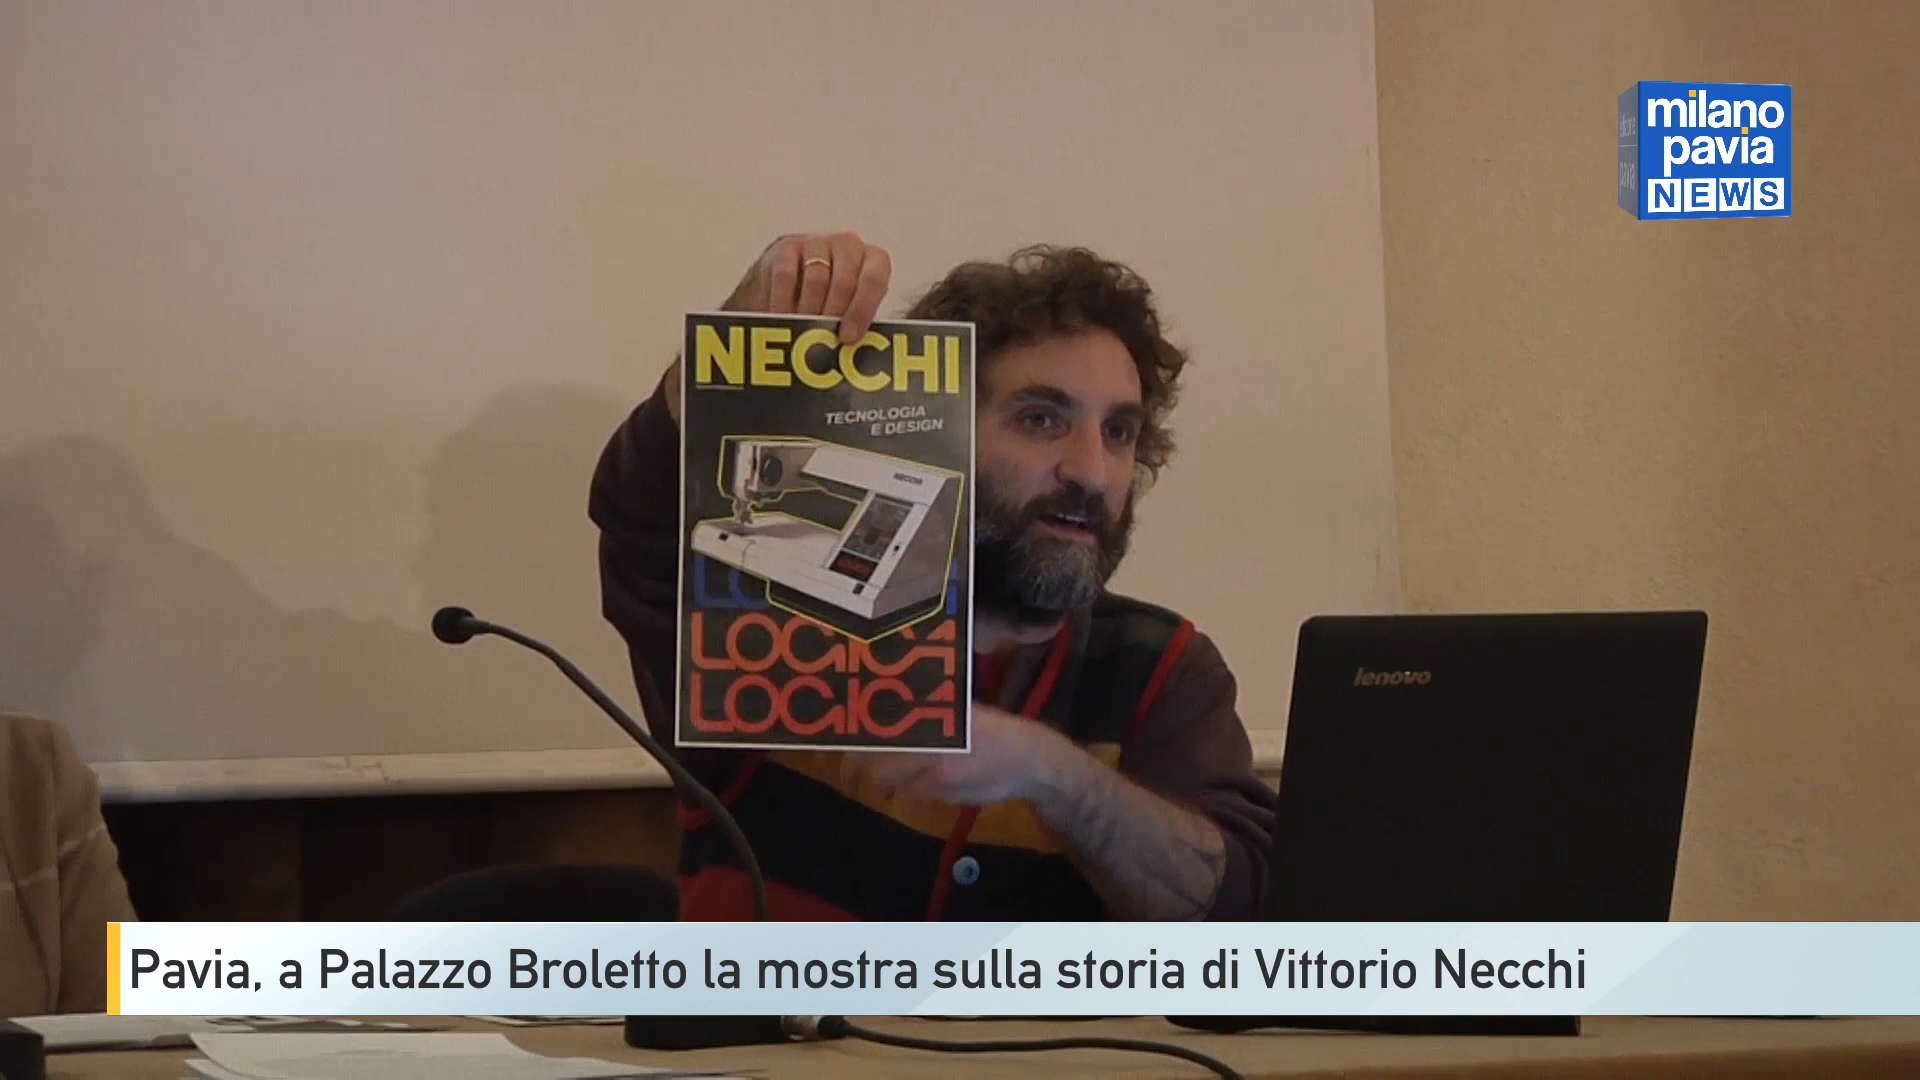 milano
pavia
NEWS
NECCHI
TECNOLOGIA
E DESIGN
NECCHI
LOGICA
LOGICA
lenovo
Pavia, a Palazzo Broletto la mostra sulla storia di Vittorio Necchi